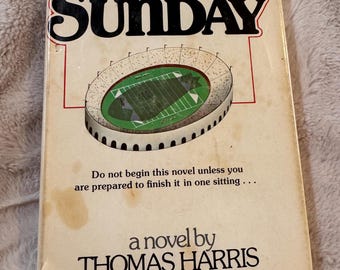 SUNDAY
Do not begin this novel unless you
are prepared to finish it in one sitting . . .
a novel by
THOMAS HARRIS